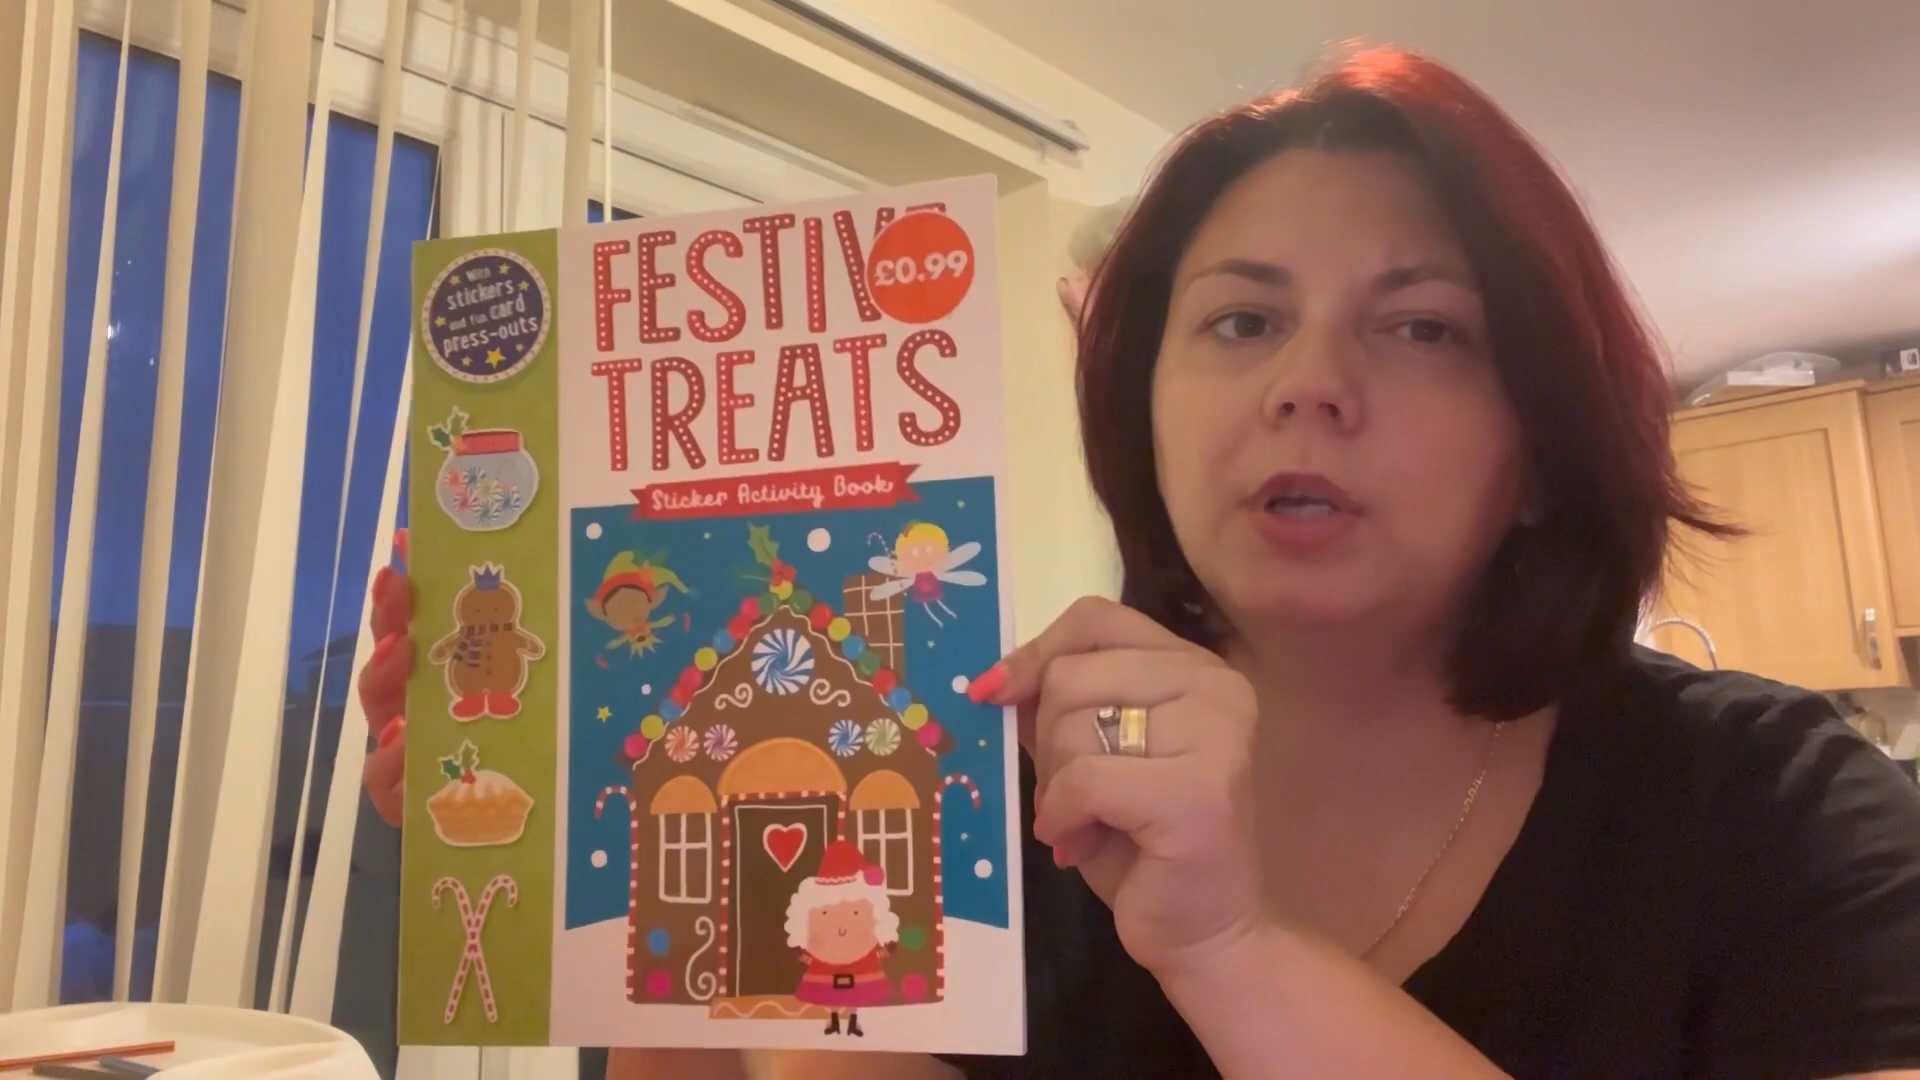 With
stickers
and fun card
press-outs
FESTIV
£0.99
TREATS
Sticker Activity Book